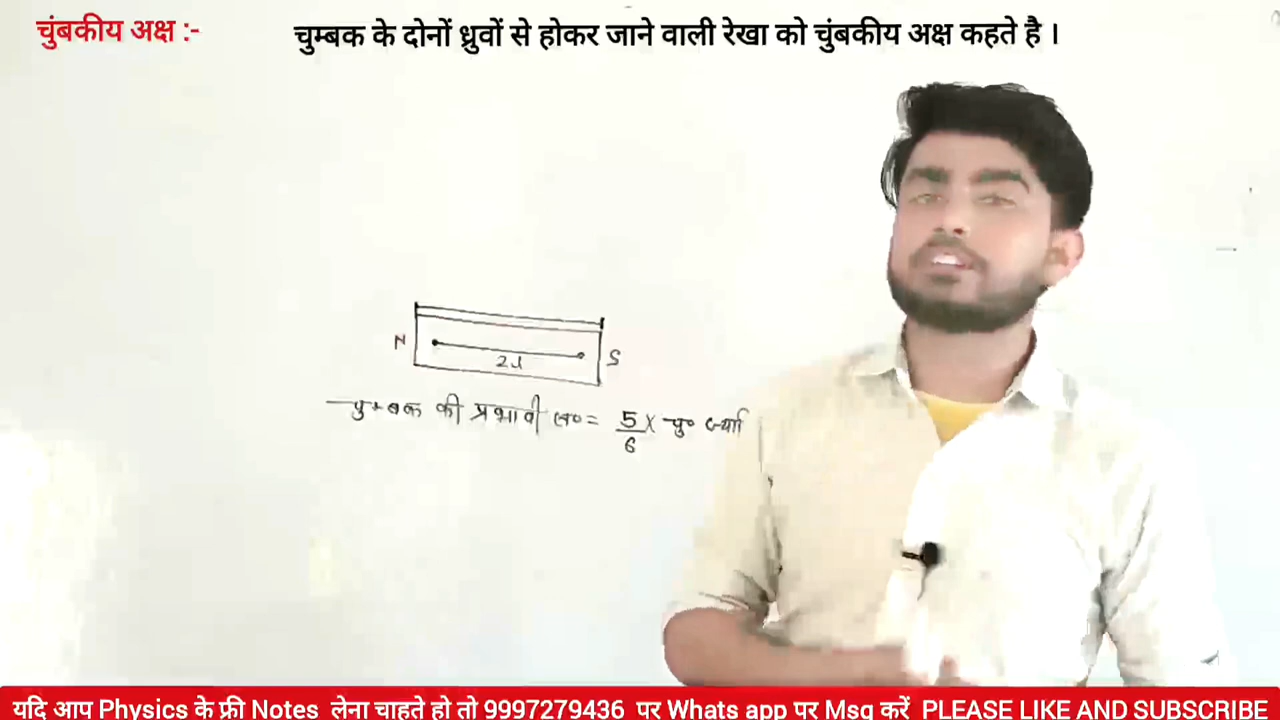 चुंबकीय अक्ष :- चुम्बक के दोनों ध्रुवों से होकर जाने वाली रेखा को चुंबकीय अक्ष कहते है ।
N S
2l
चुम्बक की प्रभावी ल० = 5/6 x चु०
यदि आप Physics के फ्री Notes लेना चाहते हो तो 9997279436 पर Whats app पर Msg करें PLEASE LIKE AND SUBSCRIBE